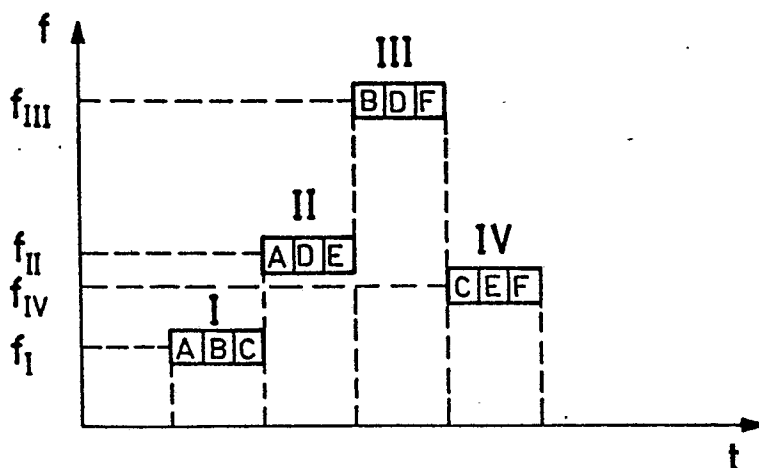 f
III
f_III
B D F
II
f_II
A D E
IV
f_IV
C E F
I
f_I
A B C
t